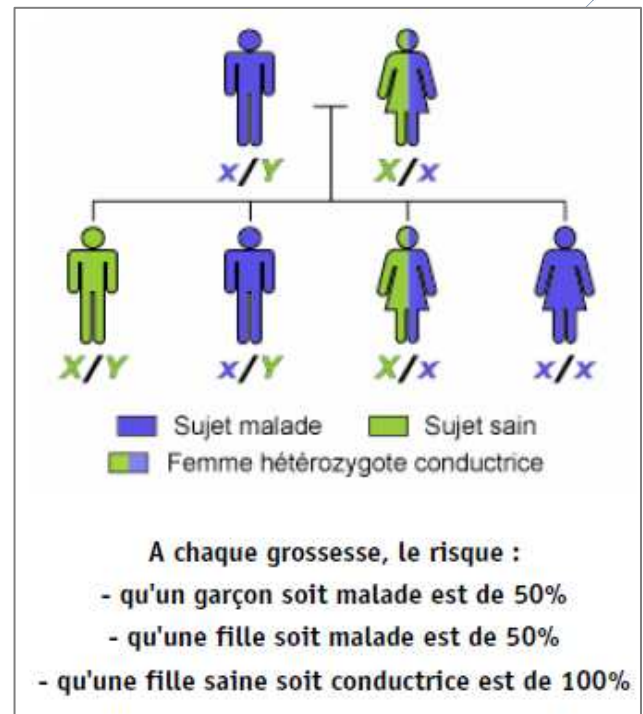 x/Y X/x
X/Y x/Y X/x x/x
Sujet malade Sujet sain
Femme hétérozygote conductrice
A chaque grossesse, le risque :
- qu'un garçon soit malade est de 50%
- qu'une fille soit malade est de 50%
- qu'une fille saine soit conductrice est de 100%